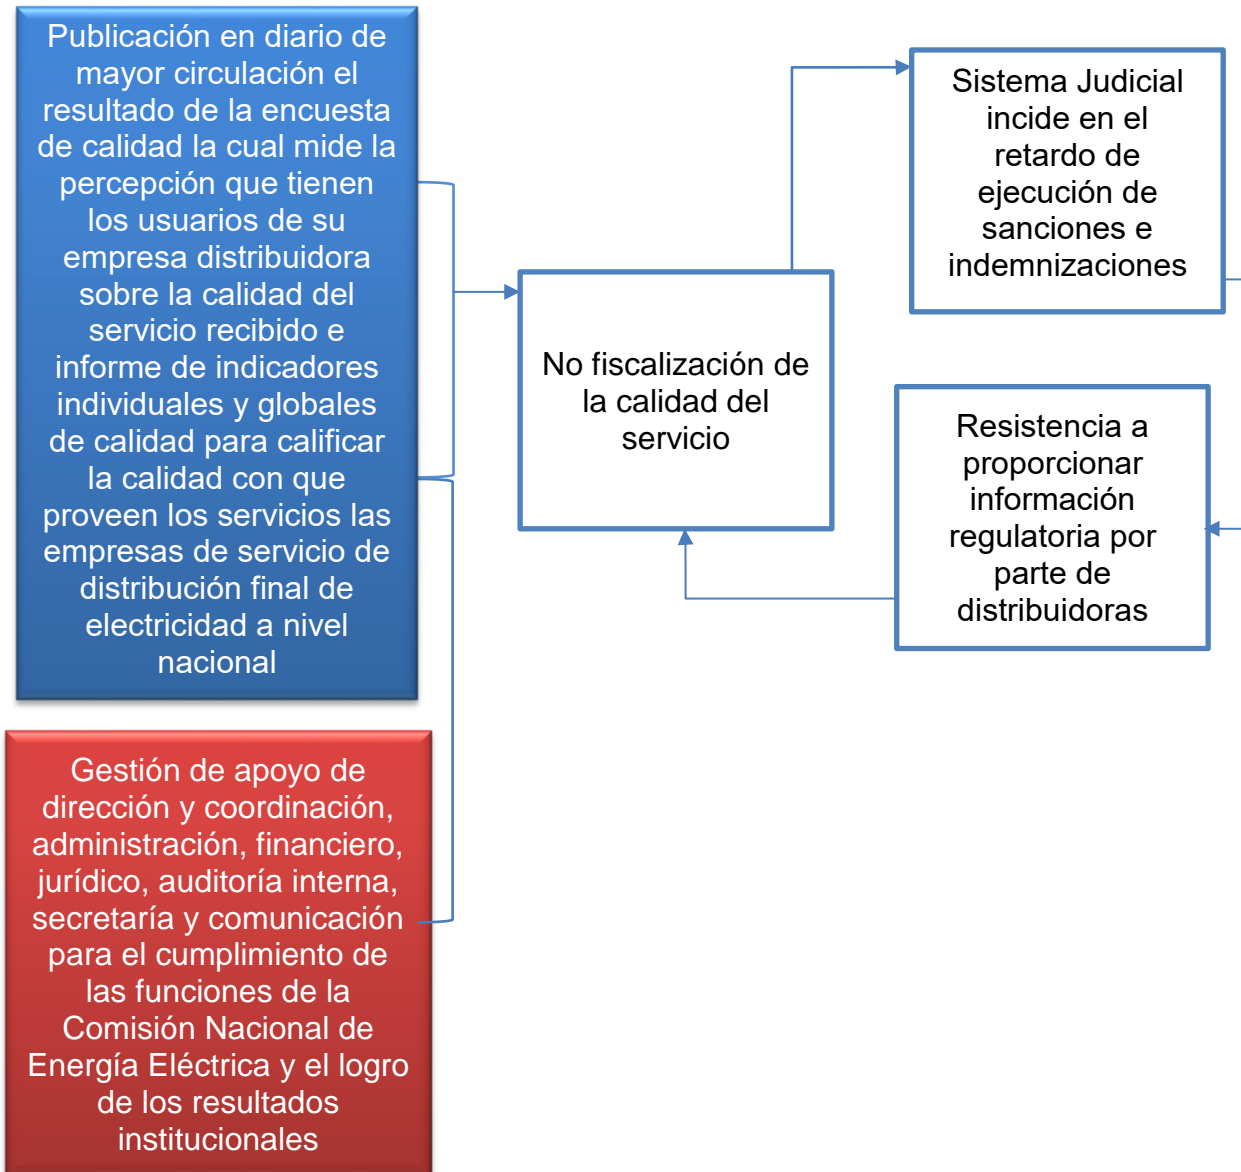 Publicación en diario de
mayor circulación el
resultado de la encuesta
de calidad la cual mide la
percepción que tienen
los usuarios de su
empresa distribuidora
sobre la calidad del
servicio recibido e
informe de indicadores
individuales y globales
de calidad para calificar
la calidad con que
proveen los servicios las
empresas de servicio de
distribución final de
electricidad a nivel
nacional
Gestión de apoyo de
dirección y coordinación,
administración, financiero,
jurídico, auditoría interna,
secretaría y comunicación
para el cumplimiento de
las funciones de la
Comisión Nacional de
Energía Eléctrica y el logro
de los resultados
institucionales
No fiscalización de
la calidad del
servicio
Sistema Judicial
incide en el
retardo de
ejecución de
sanciones e
indemnizaciones
Resistencia a
proporcionar
información
regulatoria por
parte de
distribuidoras